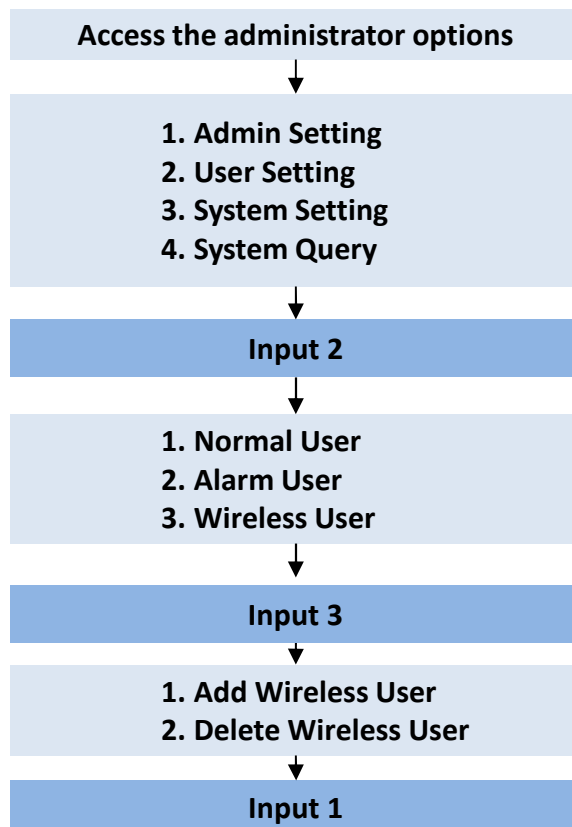 Access the administrator options
1. Admin Setting
2. User Setting
3. System Setting
4. System Query
Input 2
1. Normal User
2. Alarm User
3. Wireless User
Input 3
1. Add Wireless User
2. Delete Wireless User
Input 1